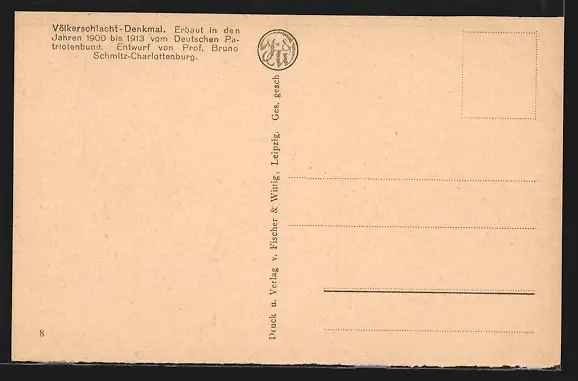 Völkerschlacht-Denkmal. Erbaut in den
Jahren 1900 bis 1913 vom Deutschen Pa-
triotenbund. Entwurf von Prof. Bruno
Schmitz-Charlottenburg.
Druck u. Verlag v. Fischer & Wittig, Leipzig. Ges. gesch
8